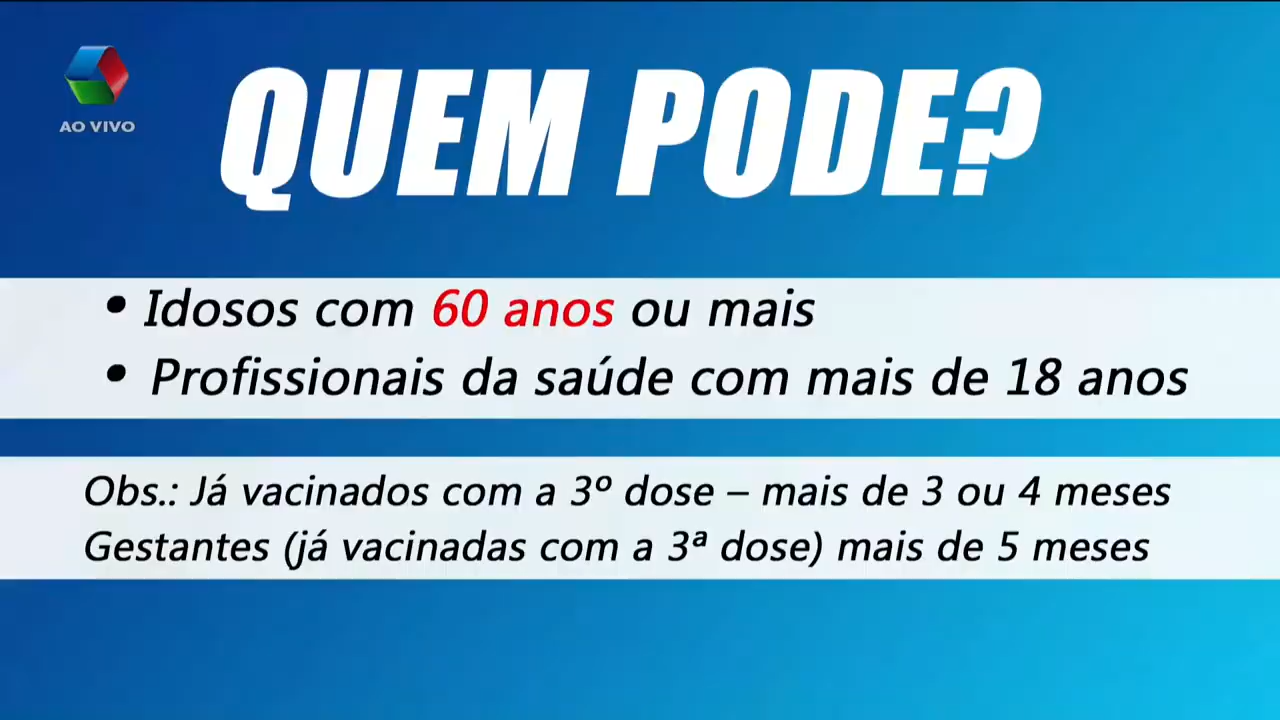 AO VIVO
QUEM PODE?
• Idosos com 60 anos ou mais
• Profissionais da saúde com mais de 18 anos
Obs.: Já vacinados com a 3º dose – mais de 3 ou 4 meses
Gestantes (já vacinadas com a 3ª dose) mais de 5 meses